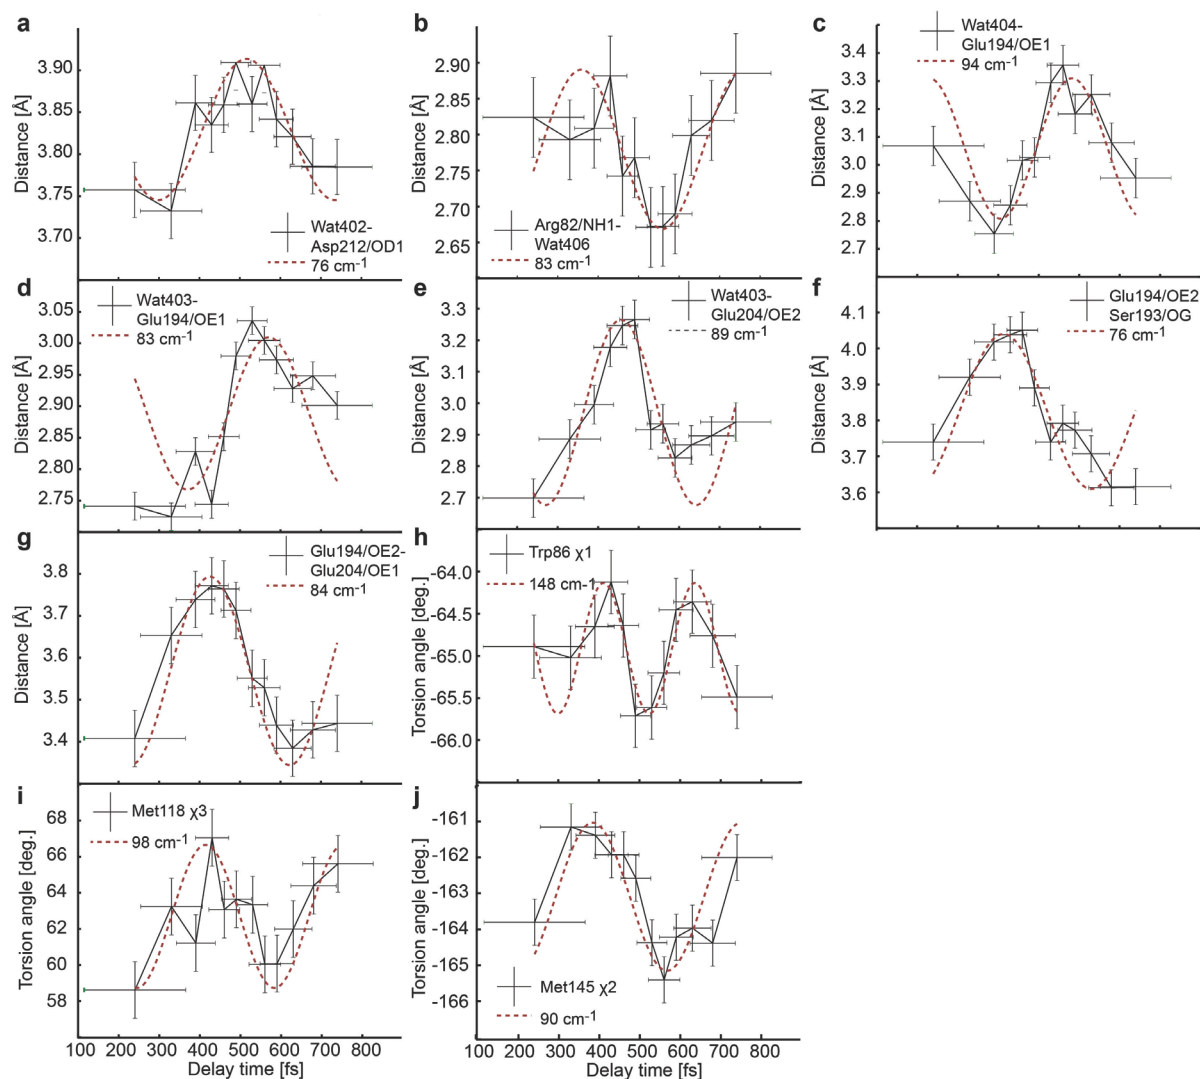 a
Distance [Å]
3.90
3.85
3.80
3.75
3.70
Wat402-
Asp212/OD1
76 cm-1
b
Distance [Å]
2.90
2.85
2.80
2.75
2.70
2.65
Arg82/NH1-
Wat406
83 cm-1
c
Distance [Å]
3.4
3.3
3.2
3.1
3.0
2.9
2.8
2.7
Wat404-
Glu194/OE1
94 cm-1
d
Distance [Å]
3.05
3.00
2.95
2.90
2.85
2.80
2.75
Wat403-
Glu194/OE1
83 cm-1
e
Distance [Å]
3.3
3.2
3.1
3.0
2.9
2.8
2.7
2.6
Wat403-
Glu204/OE2
89 cm-1
f
Distance [Å]
4.1
4.0
3.9
3.8
3.7
3.6
Glu194/OE2
Ser193/OG
76 cm-1
g
Distance [Å]
3.8
3.7
3.6
3.5
3.4
Glu194/OE2-
Glu204/OE1
84 cm-1
h
Torsion angle [deg.]
-64.0
-64.5
-65.0
-65.5
-66.0
Trp86 χ1
148 cm-1
100 200 300 400 500 600 700
i
Torsion angle [deg.]
68
66
64
62
60
58
Met118 χ3
98 cm-1
100 200 300 400 500 600 700
Delay time [fs]
j
Torsion angle [deg.]
-161
-162
-163
-164
-165
-166
Met145 χ2
90 cm-1
100 200 300 400 500 600 700
Delay time [fs]